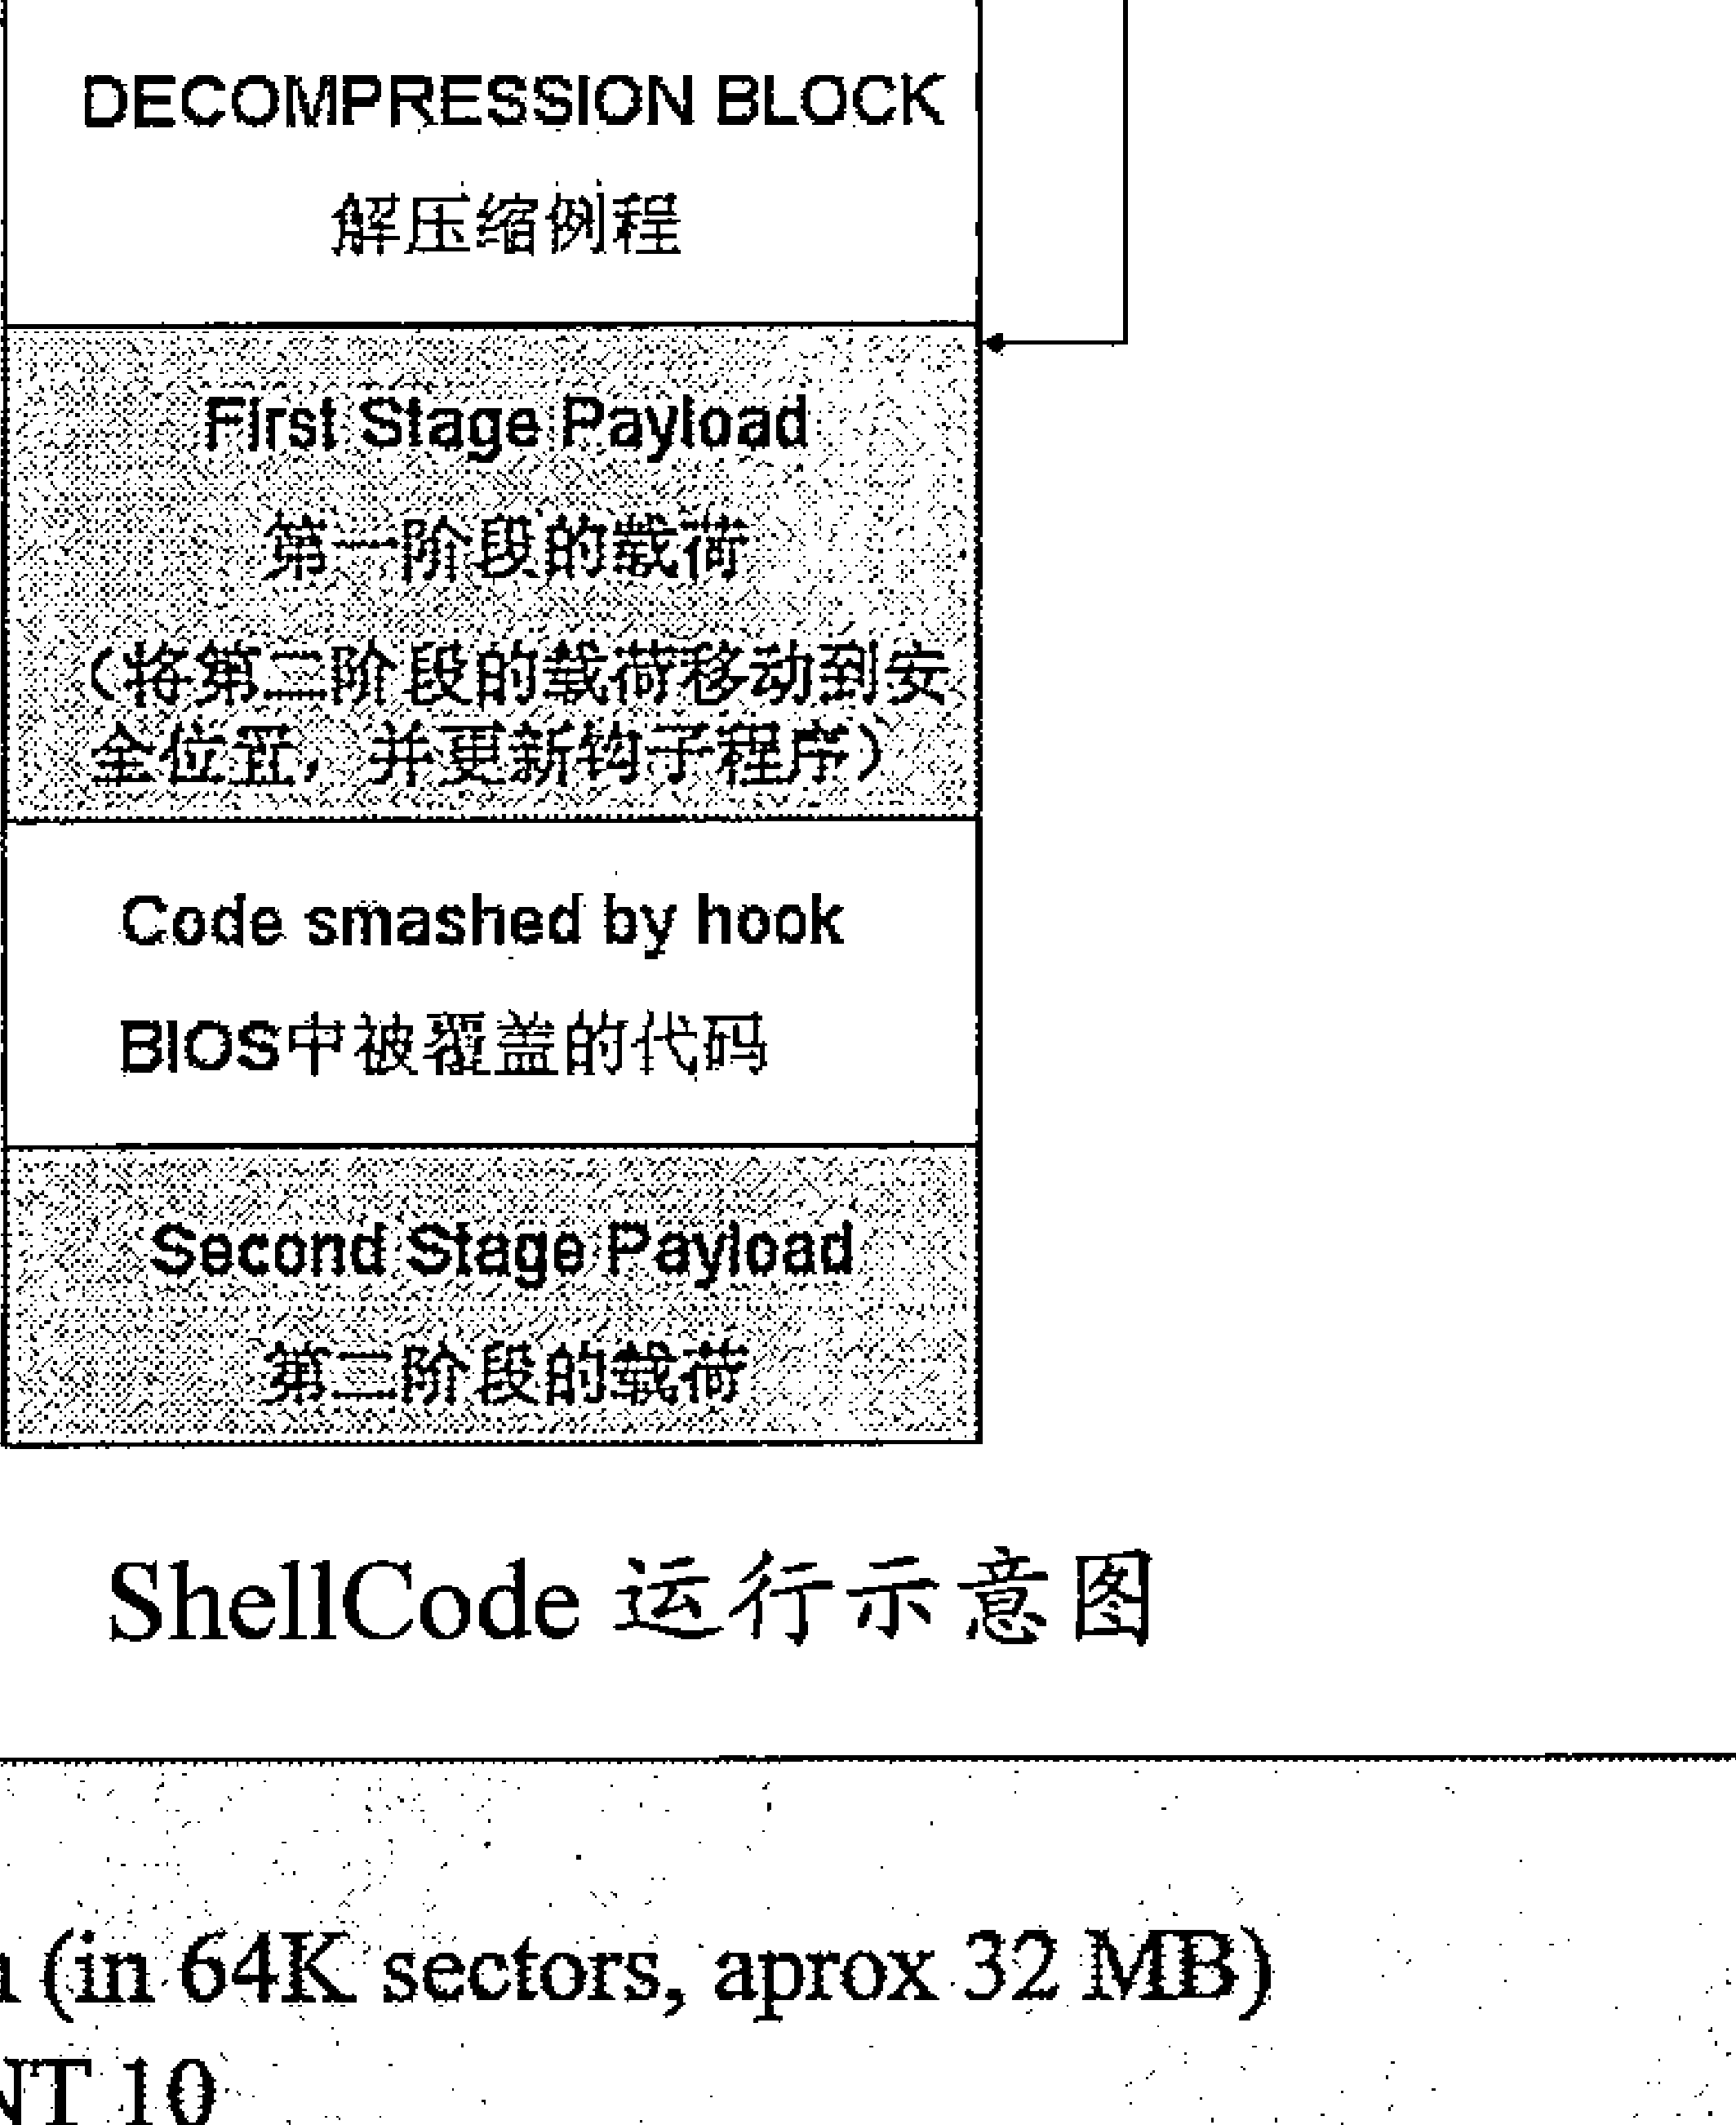 DECOMPRESSION BLOCK
解压缩例程
First Stage Payload
第一阶段的载荷
（将第二阶段的载荷移动到安
全位置，并更新钩子程序）
Code smashed by hook
BIOS中被覆盖的代码
Second Stage Payload
第二阶段的载荷
ShellCode 运行示意图
(in 64K sectors, aprox 32 MB)
10